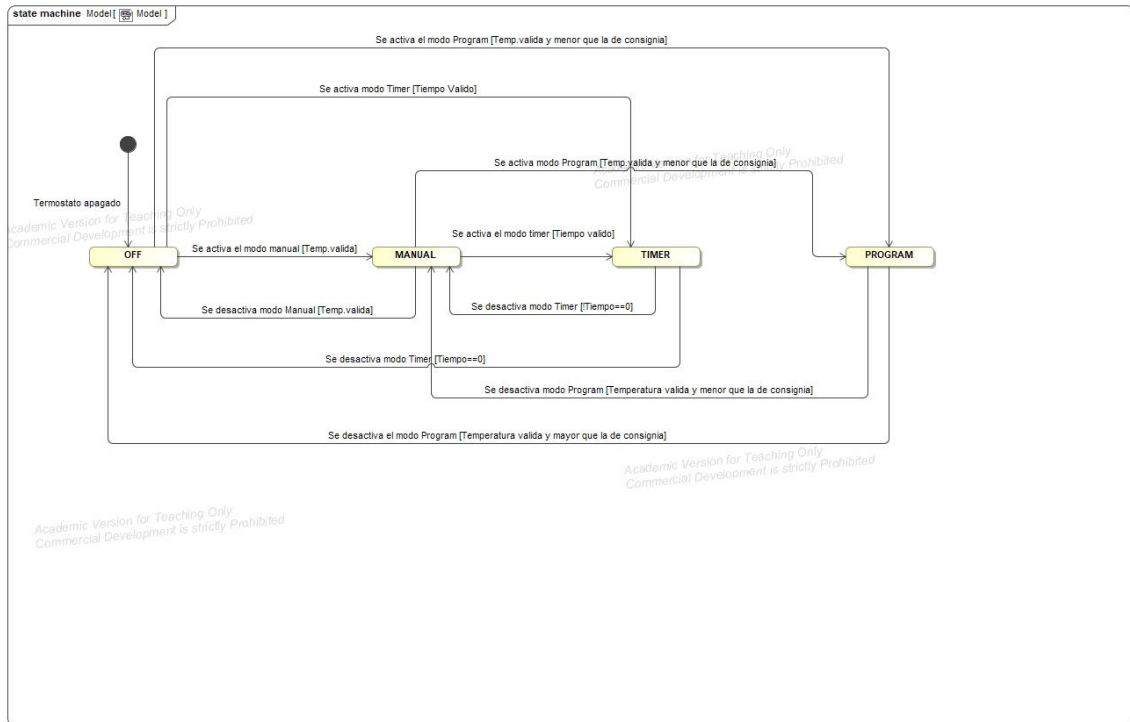 state machine Model [ Model ]
Se activa el modo Program [Temp.valida y menor que la de consignia]
Se activa modo Timer [Tiempo Valido]
Academic Version for Teaching Only
Commercial Development is strictly Prohibited
Se activa modo Program [Temp.valida y menor que la de consignia]
Termostato apagado
Academic Version for Teaching Only
Commercial Development is strictly Prohibited
Se activa el modo manual [Temp.valida]
Se activa el modo timer [Tiempo valido]
OFF
MANUAL
TIMER
PROGRAM
Se desactiva modo Manual [Temp.valida]
Se desactiva modo Timer [!Tiempo==0]
Se desactiva modo Timer [Tiempo==0]
Se desactiva modo Program [Temperatura valida y menor que la de consignia]
Se desactiva el modo Program [Temperatura valida y mayor que la de consignia]
Academic Version for Teaching Only
Commercial Development is strictly Prohibited
Academic Version for Teaching Only
Commercial Development is strictly Prohibited